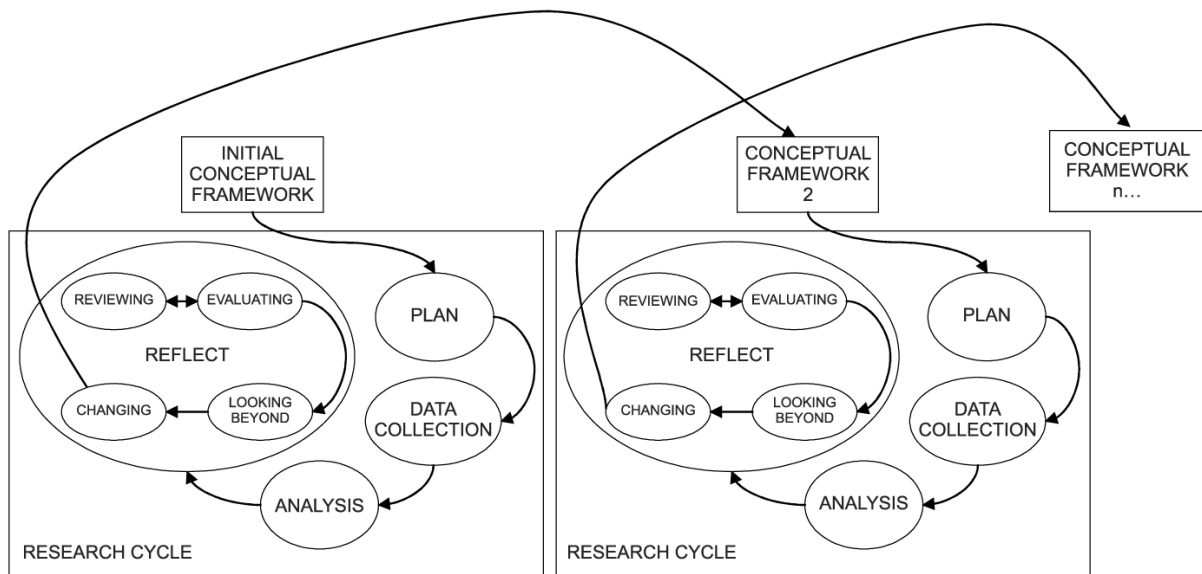 INITIAL
CONCEPTUAL
FRAMEWORK
CONCEPTUAL
FRAMEWORK
2
CONCEPTUAL
FRAMEWORK
n...
REVIEWING
EVALUATING
PLAN
REFLECT
CHANGING
LOOKING
BEYOND
DATA
COLLECTION
ANALYSIS
RESEARCH CYCLE
REVIEWING
EVALUATING
PLAN
REFLECT
CHANGING
LOOKING
BEYOND
DATA
COLLECTION
ANALYSIS
RESEARCH CYCLE